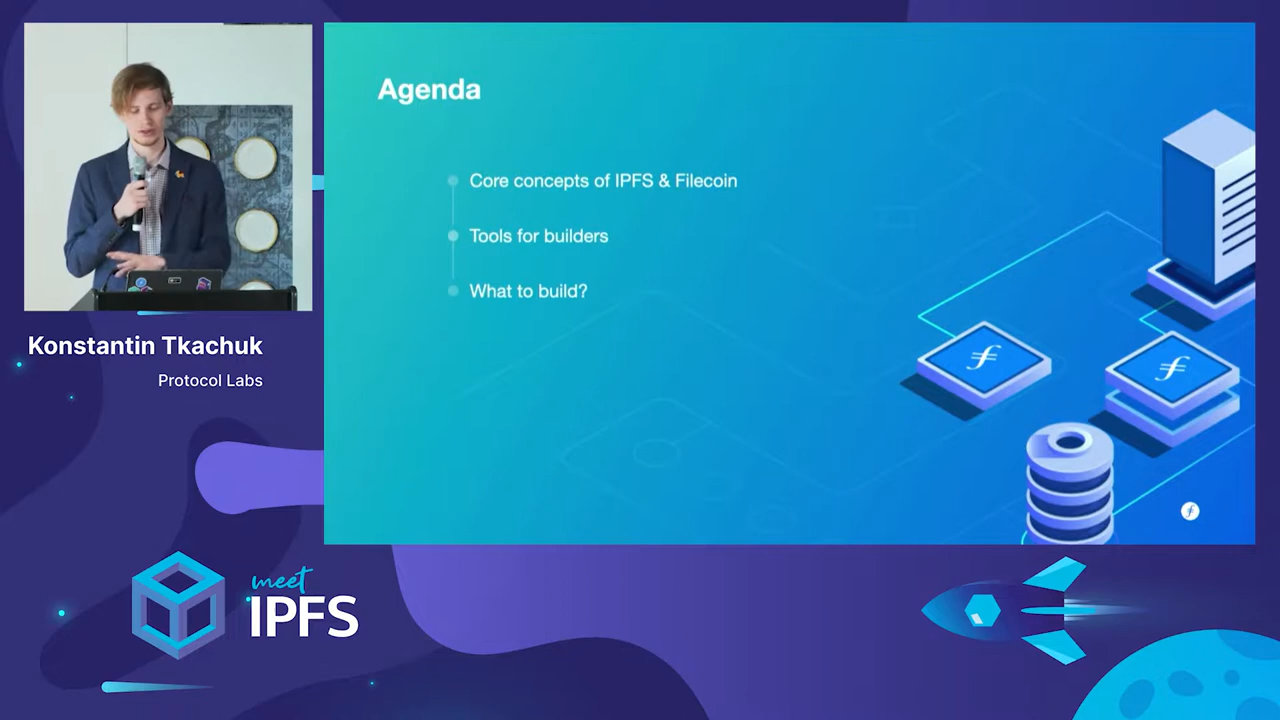 Agenda
Core concepts of IPFS & Filecoin
Tools for builders
What to build?
Konstantin Tkachuk
Protocol Labs
meet
IPFS